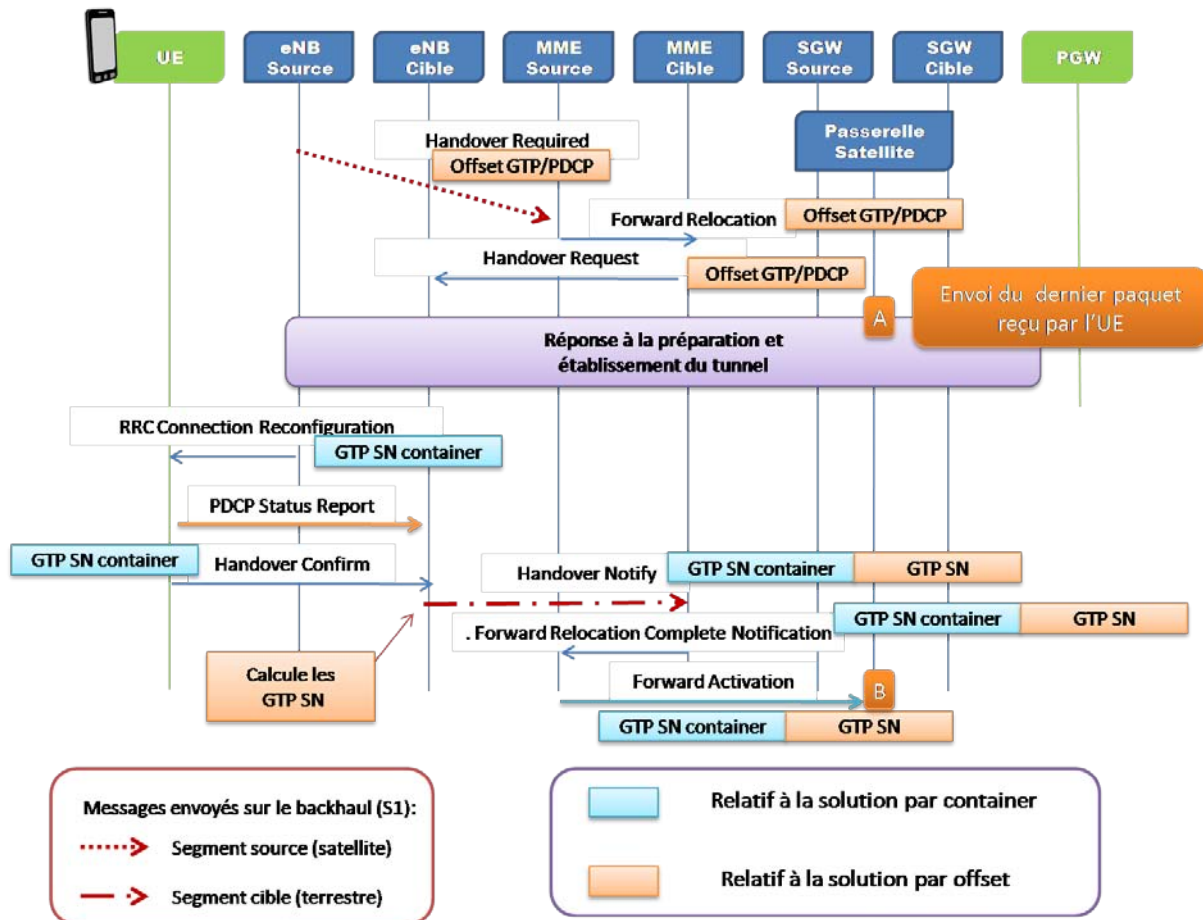 UE
eNB
Source
eNB
Cible
MME
Source
MME
Cible
SGW
Source
SGW
Cible
PGW
Passerelle
Satellite
Handover Required
Offset GTP/PDCP
Forward Relocation
Offset GTP/PDCP
Handover Request
Offset GTP/PDCP
A
Envoi du dernier paquet
reçu par l'UE
Réponse à la préparation et
établissement du tunnel
RRC Connection Reconfiguration
GTP SN container
PDCP Status Report
GTP SN container
Handover Confirm
Handover Notify
GTP SN container
GTP SN
. Forward Relocation Complete Notification
GTP SN container
GTP SN
Calcule les
GTP SN
Forward Activation
B
GTP SN container
GTP SN
Messages envoyés sur le backhaul (S1):
Segment source (satellite)
Segment cible (terrestre)
Relatif à la solution par container
Relatif à la solution par offset